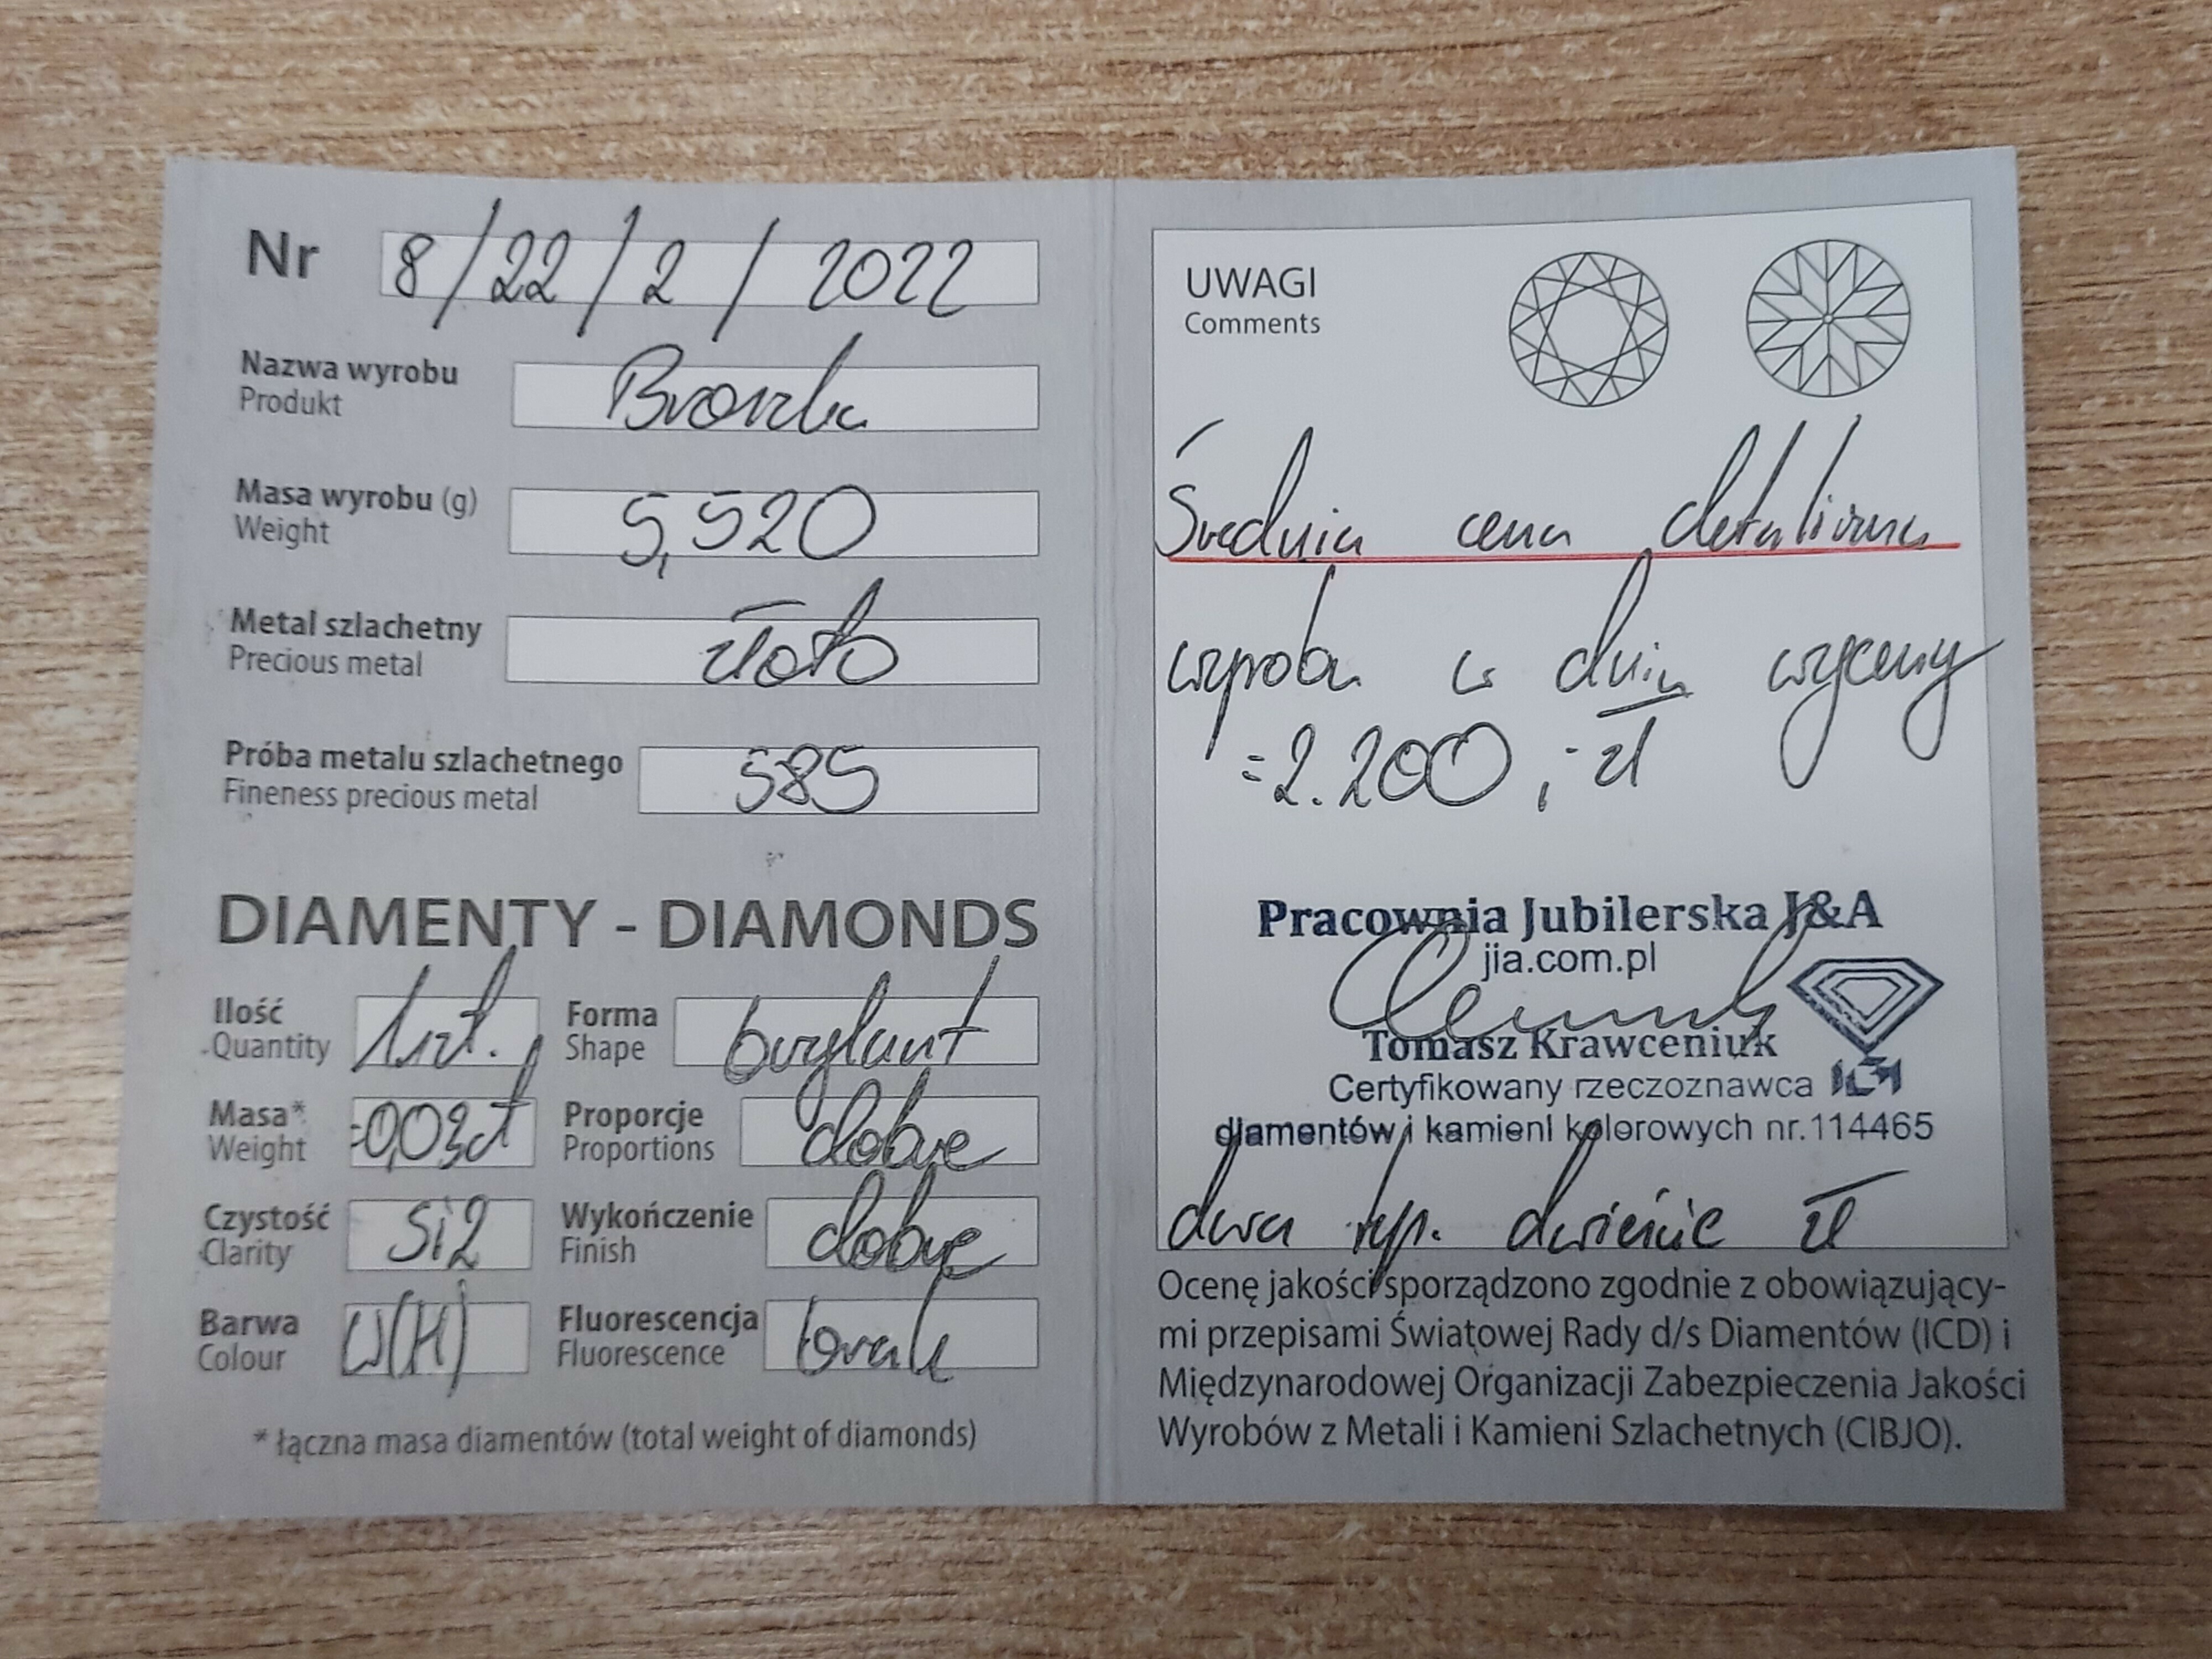 Nr 8/22/2/2022
Nazwa wyrobu Broszka
Produkt
Masa wyrobu (g) 5,520
Weight
Metal szlachetny złoto
Precious metal
Próba metalu szlachetnego 585
Fineness precious metal
DIAMENTY - DIAMONDS
Ilość 1szt. Forma brylant
Quantity Shape
Masa* =0,03ct Proporcje dobre
Weight Proportions
Czystość Si2 Wykończenie dobre
Clarity Finish
Barwa W(H) Fluorescencja brak
Colour Fluorescence
* łączna masa diamentów (total weight of diamonds)
UWAGI
Comments
Średnia cena detaliczna
wyrobu w dniu wyceny
=2.200,- zł
Pracownia Jubilerska J&A
jia.com.pl
Tomasz Krawceniuk
Certyfikowany rzeczoznawca
diamentów i kamieni kolorowych nr.114465
dwa tys. dwieście zł
Ocenę jakości sporządzono zgodnie z obowiązujący-
mi przepisami Światowej Rady d/s Diamentów (ICD) i
Międzynarodowej Organizacji Zabezpieczenia Jakości
Wyrobów z Metali i Kamieni Szlachetnych (CIBJO).